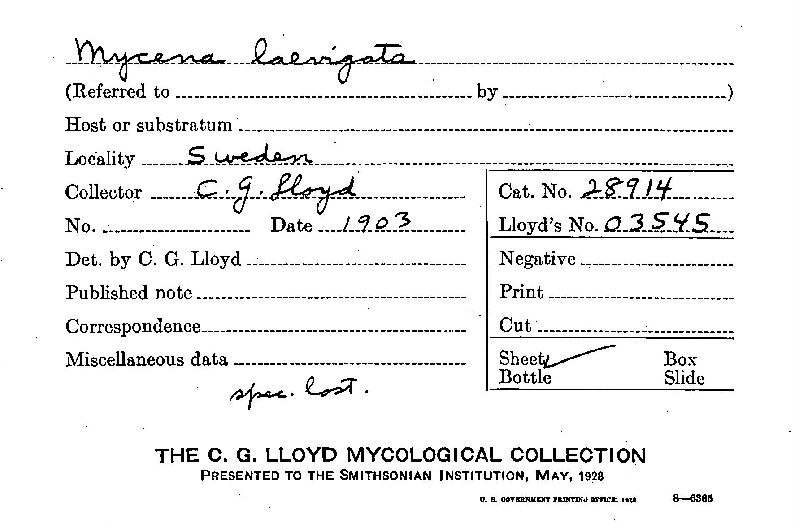 Mycena laevigata
(Referred to by )
Host or substratum
Locality Sweden
Collector C. G. Lloyd
Cat. No. 28914
No. Date 1903
Lloyd's No. 03545
Det. by C. G. Lloyd
Negative
Published note
Print
Correspondence
Cut
Miscellaneous data
Sheet ✓ Box
Bottle Slide
spec. lost.
THE C. G. LLOYD MYCOLOGICAL COLLECTION
PRESENTED TO THE SMITHSONIAN INSTITUTION, MAY, 1928
U. S. GOVERNMENT PRINTING OFFICE: 1928 8—6365